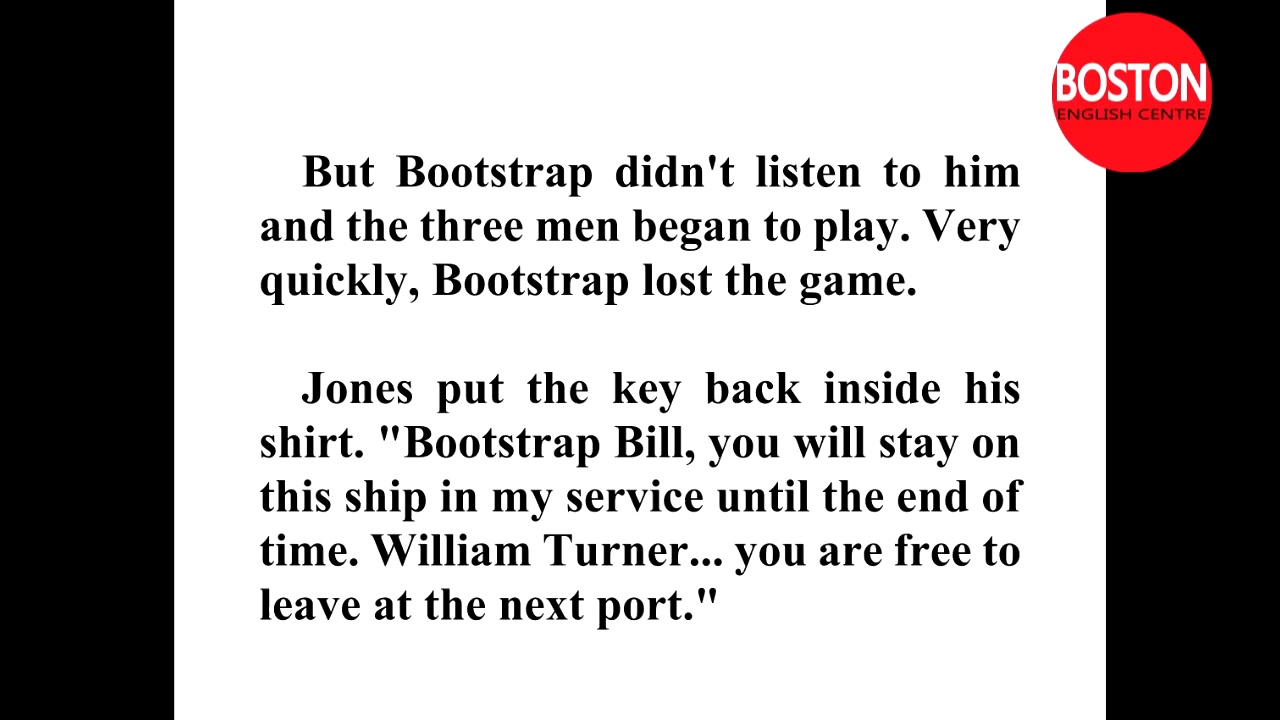 BOSTON
ENGLISH CENTRE
But Bootstrap didn't listen to him
and the three men began to play. Very
quickly, Bootstrap lost the game.
Jones put the key back inside his
shirt. "Bootstrap Bill, you will stay on
this ship in my service until the end of
time. William Turner... you are free to
leave at the next port."